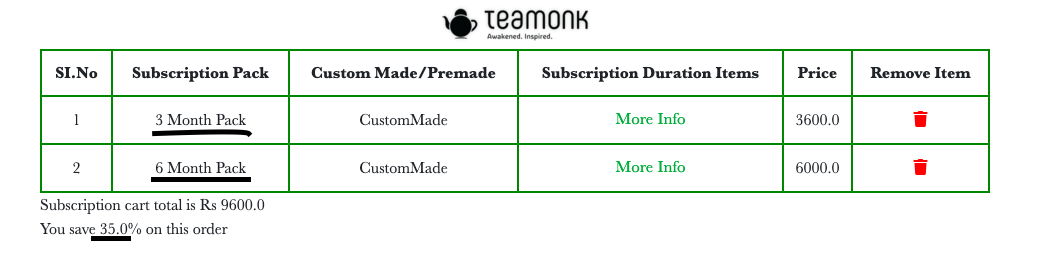 teamonk
Awakened. Inspired.
SI.No Subscription Pack Custom Made/Premade Subscription Duration Items Price Remove Item
1 3 Month Pack CustomMade More Info 3600.0
2 6 Month Pack CustomMade More Info 6000.0
Subscription cart total is Rs 9600.0
You save 35.0% on this order